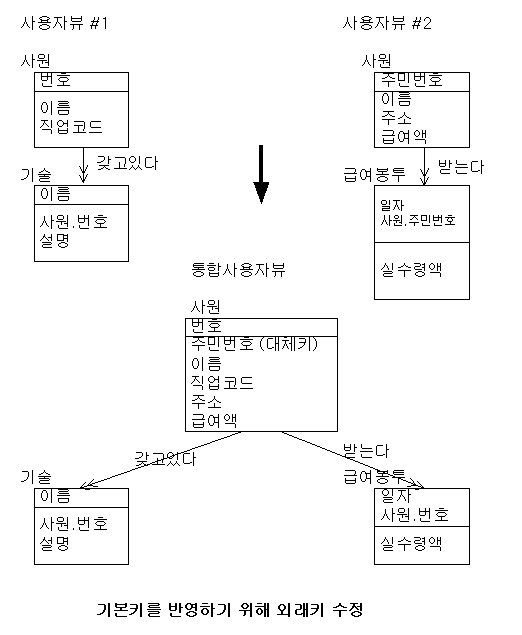 사용자뷰 #1
사원
번호
이름
직업코드
갖고있다
기술
이름
사원.번호
설명
사용자뷰 #2
사원
주민번호
이름
주소
급여액
받는다
급여봉투
일자
사원.주민번호
실수령액
통합사용자뷰
사원
번호
주민번호 (대체키)
이름
직업코드
주소
급여액
갖고있다
받는다
기술
이름
사원.번호
설명
급여봉투
일자
사원.번호
실수령액
기본키를 반영하기 위해 외래키 수정